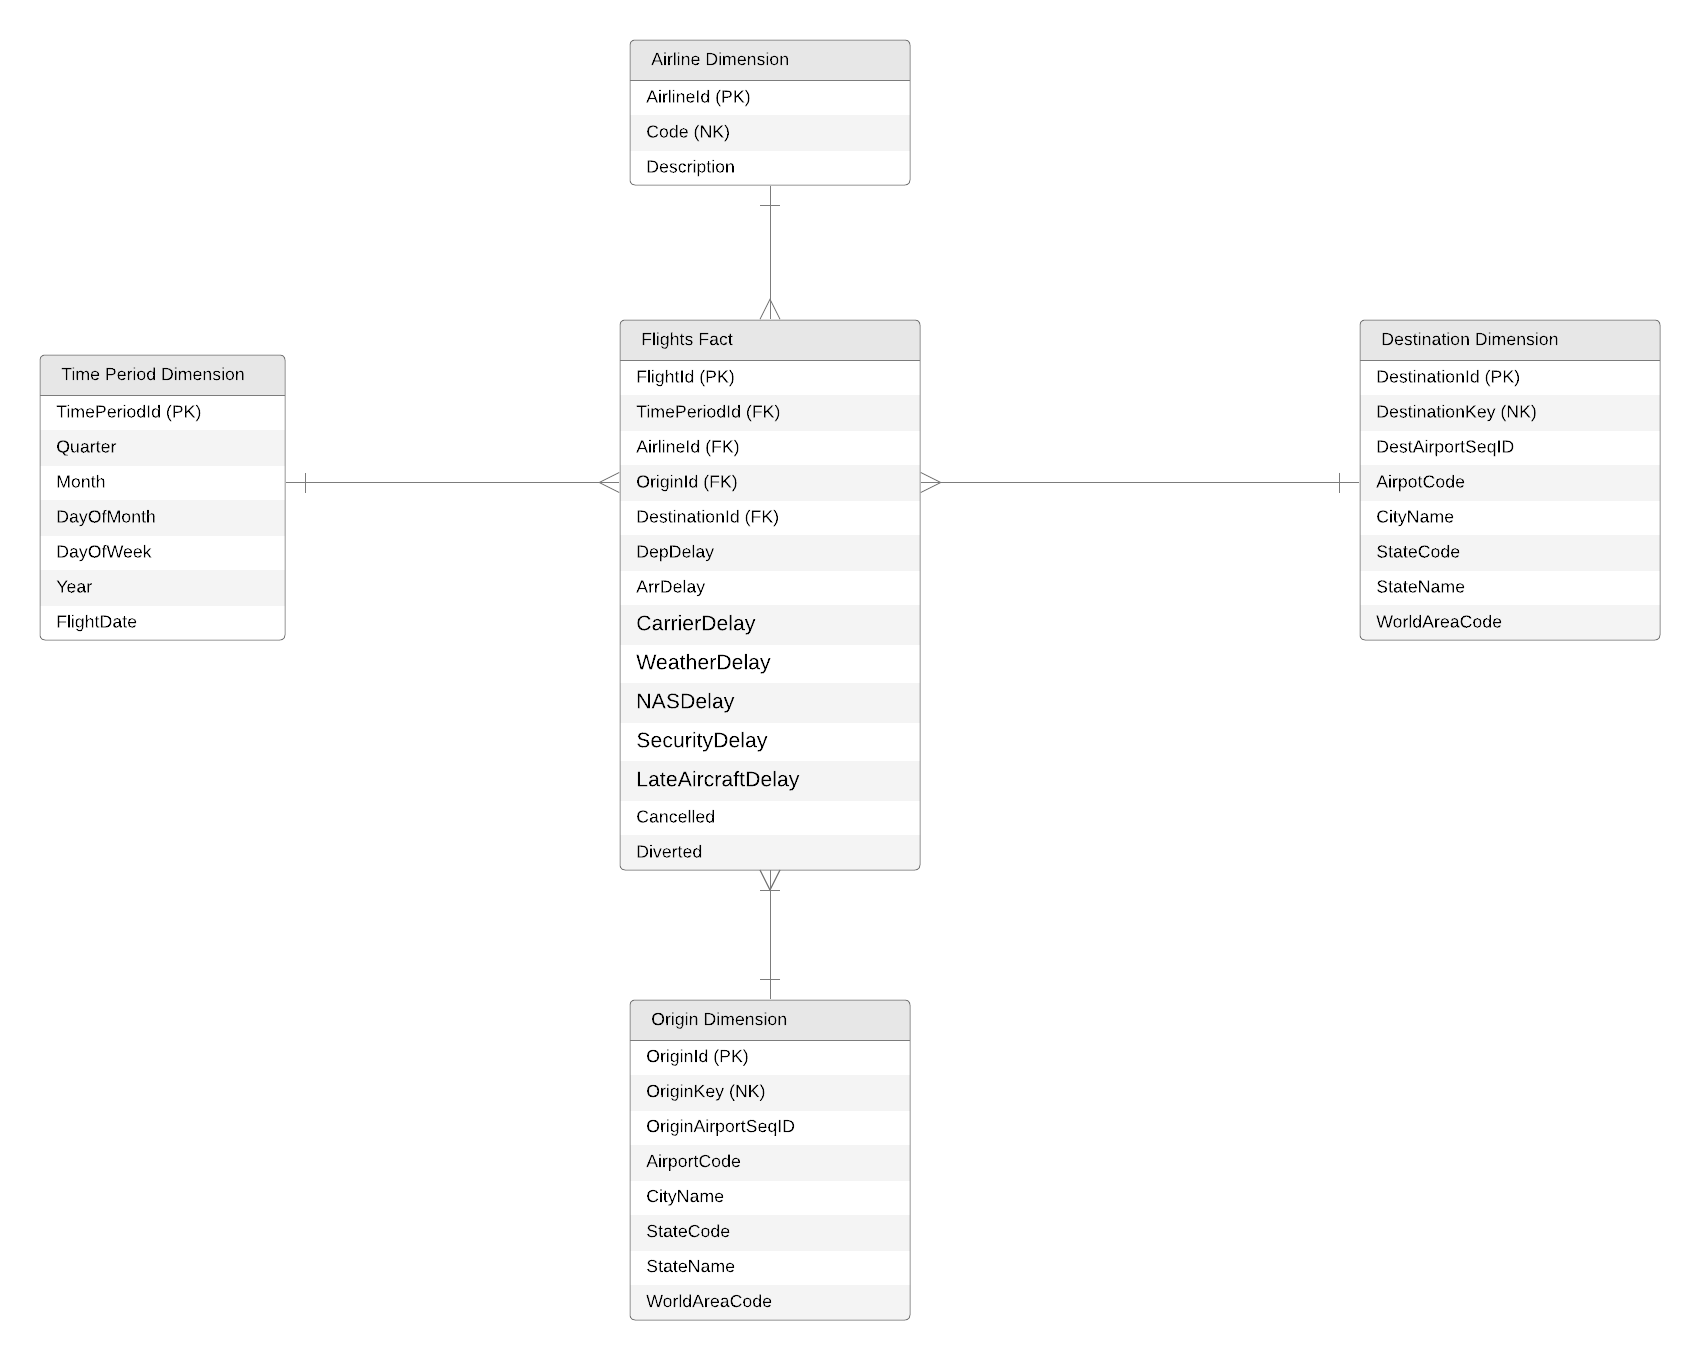 Airline Dimension
AirlineId (PK)
Code (NK)
Description
Time Period Dimension
TimePeriodId (PK)
Quarter
Month
DayOfMonth
DayOfWeek
Year
FlightDate
Flights Fact
FlightId (PK)
TimePeriodId (FK)
AirlineId (FK)
OriginId (FK)
DestinationId (FK)
DepDelay
ArrDelay
CarrierDelay
WeatherDelay
NASDelay
SecurityDelay
LateAircraftDelay
Cancelled
Diverted
Destination Dimension
DestinationId (PK)
DestinationKey (NK)
DestAirportSeqID
AirpotCode
CityName
StateCode
StateName
WorldAreaCode
Origin Dimension
OriginId (PK)
OriginKey (NK)
OriginAirportSeqID
AirportCode
CityName
StateCode
StateName
WorldAreaCode